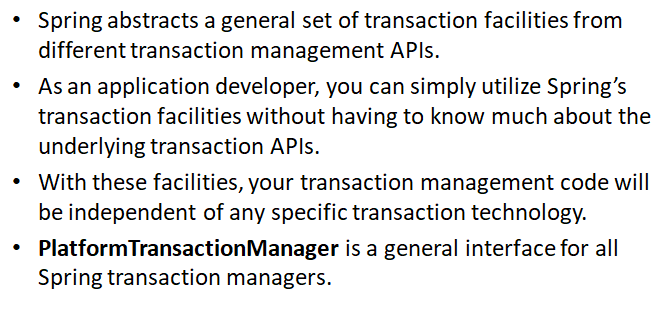 • Spring abstracts a general set of transaction facilities from
different transaction management APIs.
• As an application developer, you can simply utilize Spring’s
transaction facilities without having to know much about the
underlying transaction APIs.
• With these facilities, your transaction management code will
be independent of any specific transaction technology.
• PlatformTransactionManager is a general interface for all
Spring transaction managers.